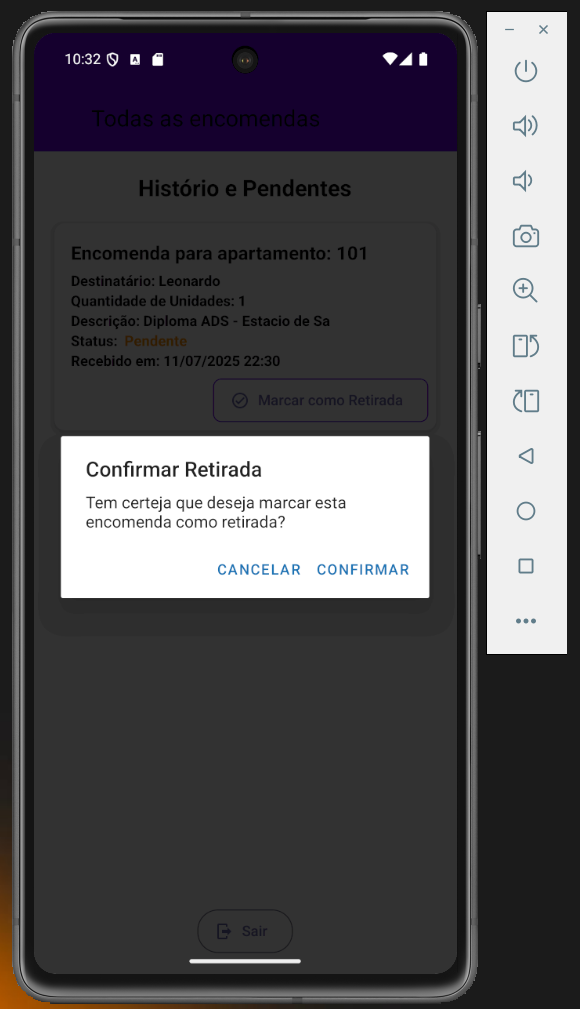 10:32
Todas as encomendas
Histório e Pendentes
Encomenda para apartamento: 101
Destinatário: Leonardo
Quantidade de Unidades: 1
Descrição: Diploma ADS - Estacio de Sa
Status: Pendente
Recebido em: 11/07/2025 22:30
Marcar como Retirada
Confirmar Retirada
Tem certeja que deseja marcar esta
encomenda como retirada?
CANCELAR CONFIRMAR
Sair